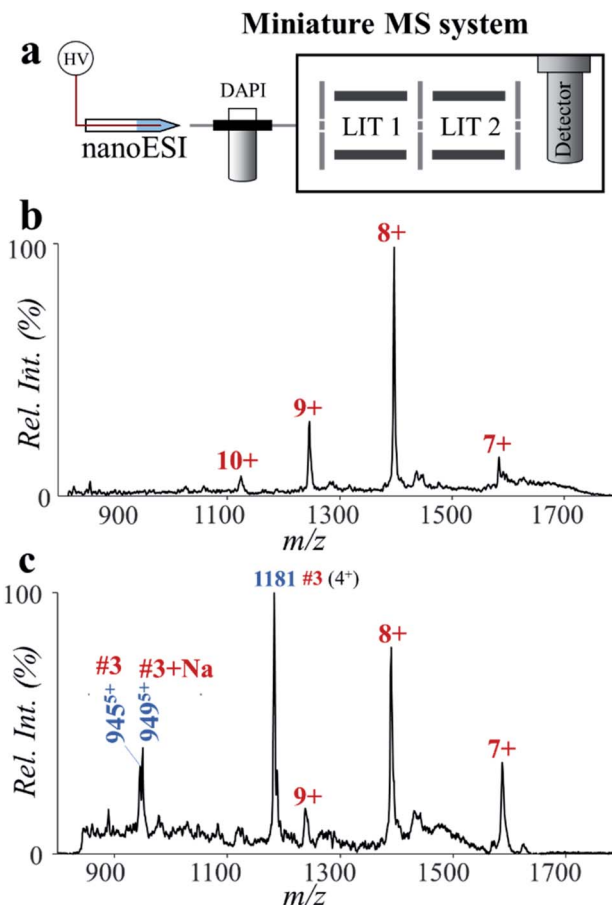 Miniature MS system
a
HV
nanoESI
DAPI
LIT 1
LIT 2
Detector
b
Rel. Int. (%)
100
0
10+
9+
8+
7+
900 1100 1300 1500 1700
m/z
c
Rel. Int. (%)
100
0
#3
945⁵⁺
#3+Na
949⁵⁺
1181 #3 (4⁺)
9+
8+
7+
900 1100 1300 1500 1700
m/z